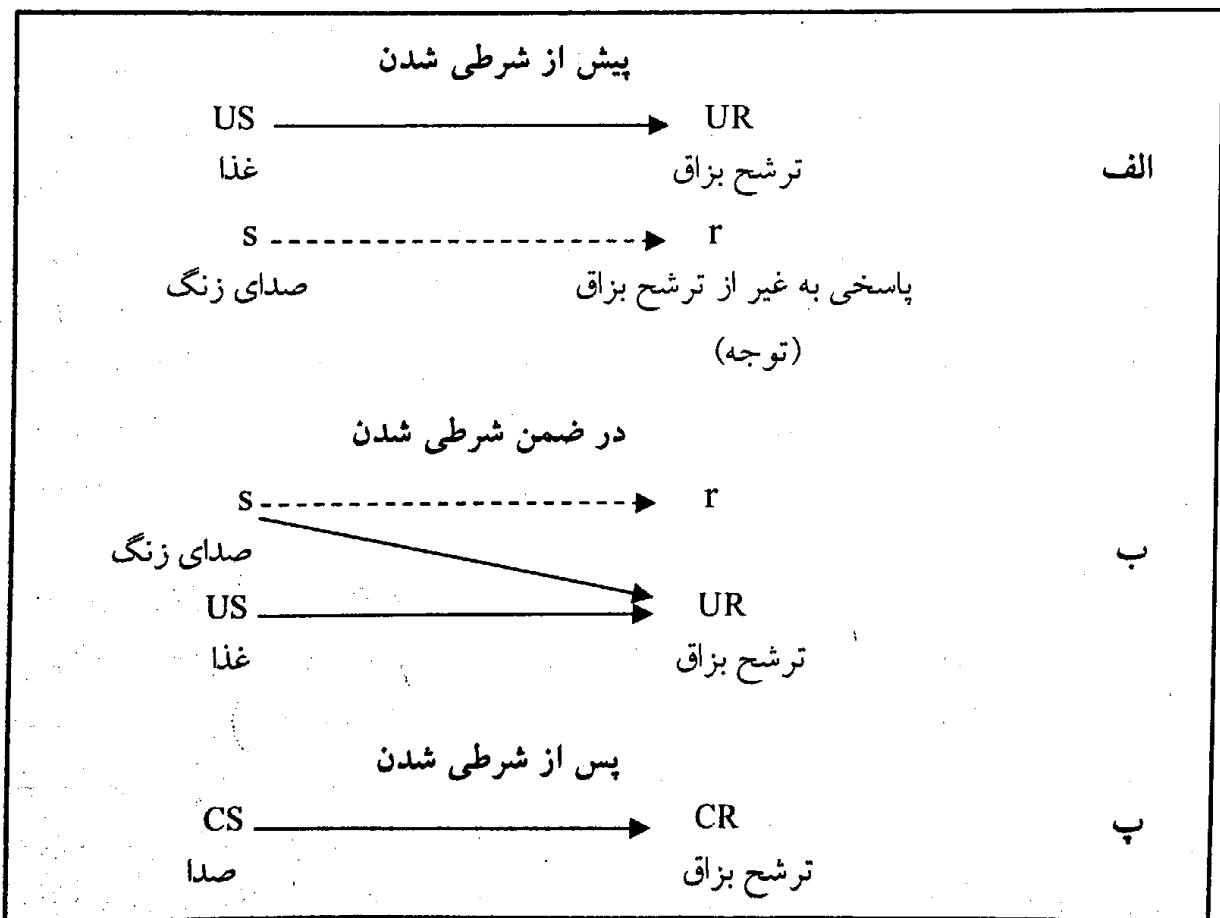 پیش از شرطی شدن
US UR
الف
غذا ترشح بزاق
s r
صدای زنگ پاسخی به غیر از ترشح بزاق
(توجه)
در ضمن شرطی شدن
s r
صدای زنگ
ب
US UR
غذا ترشح بزاق
پس از شرطی شدن
CS CR
پ
صدا ترشح بزاق